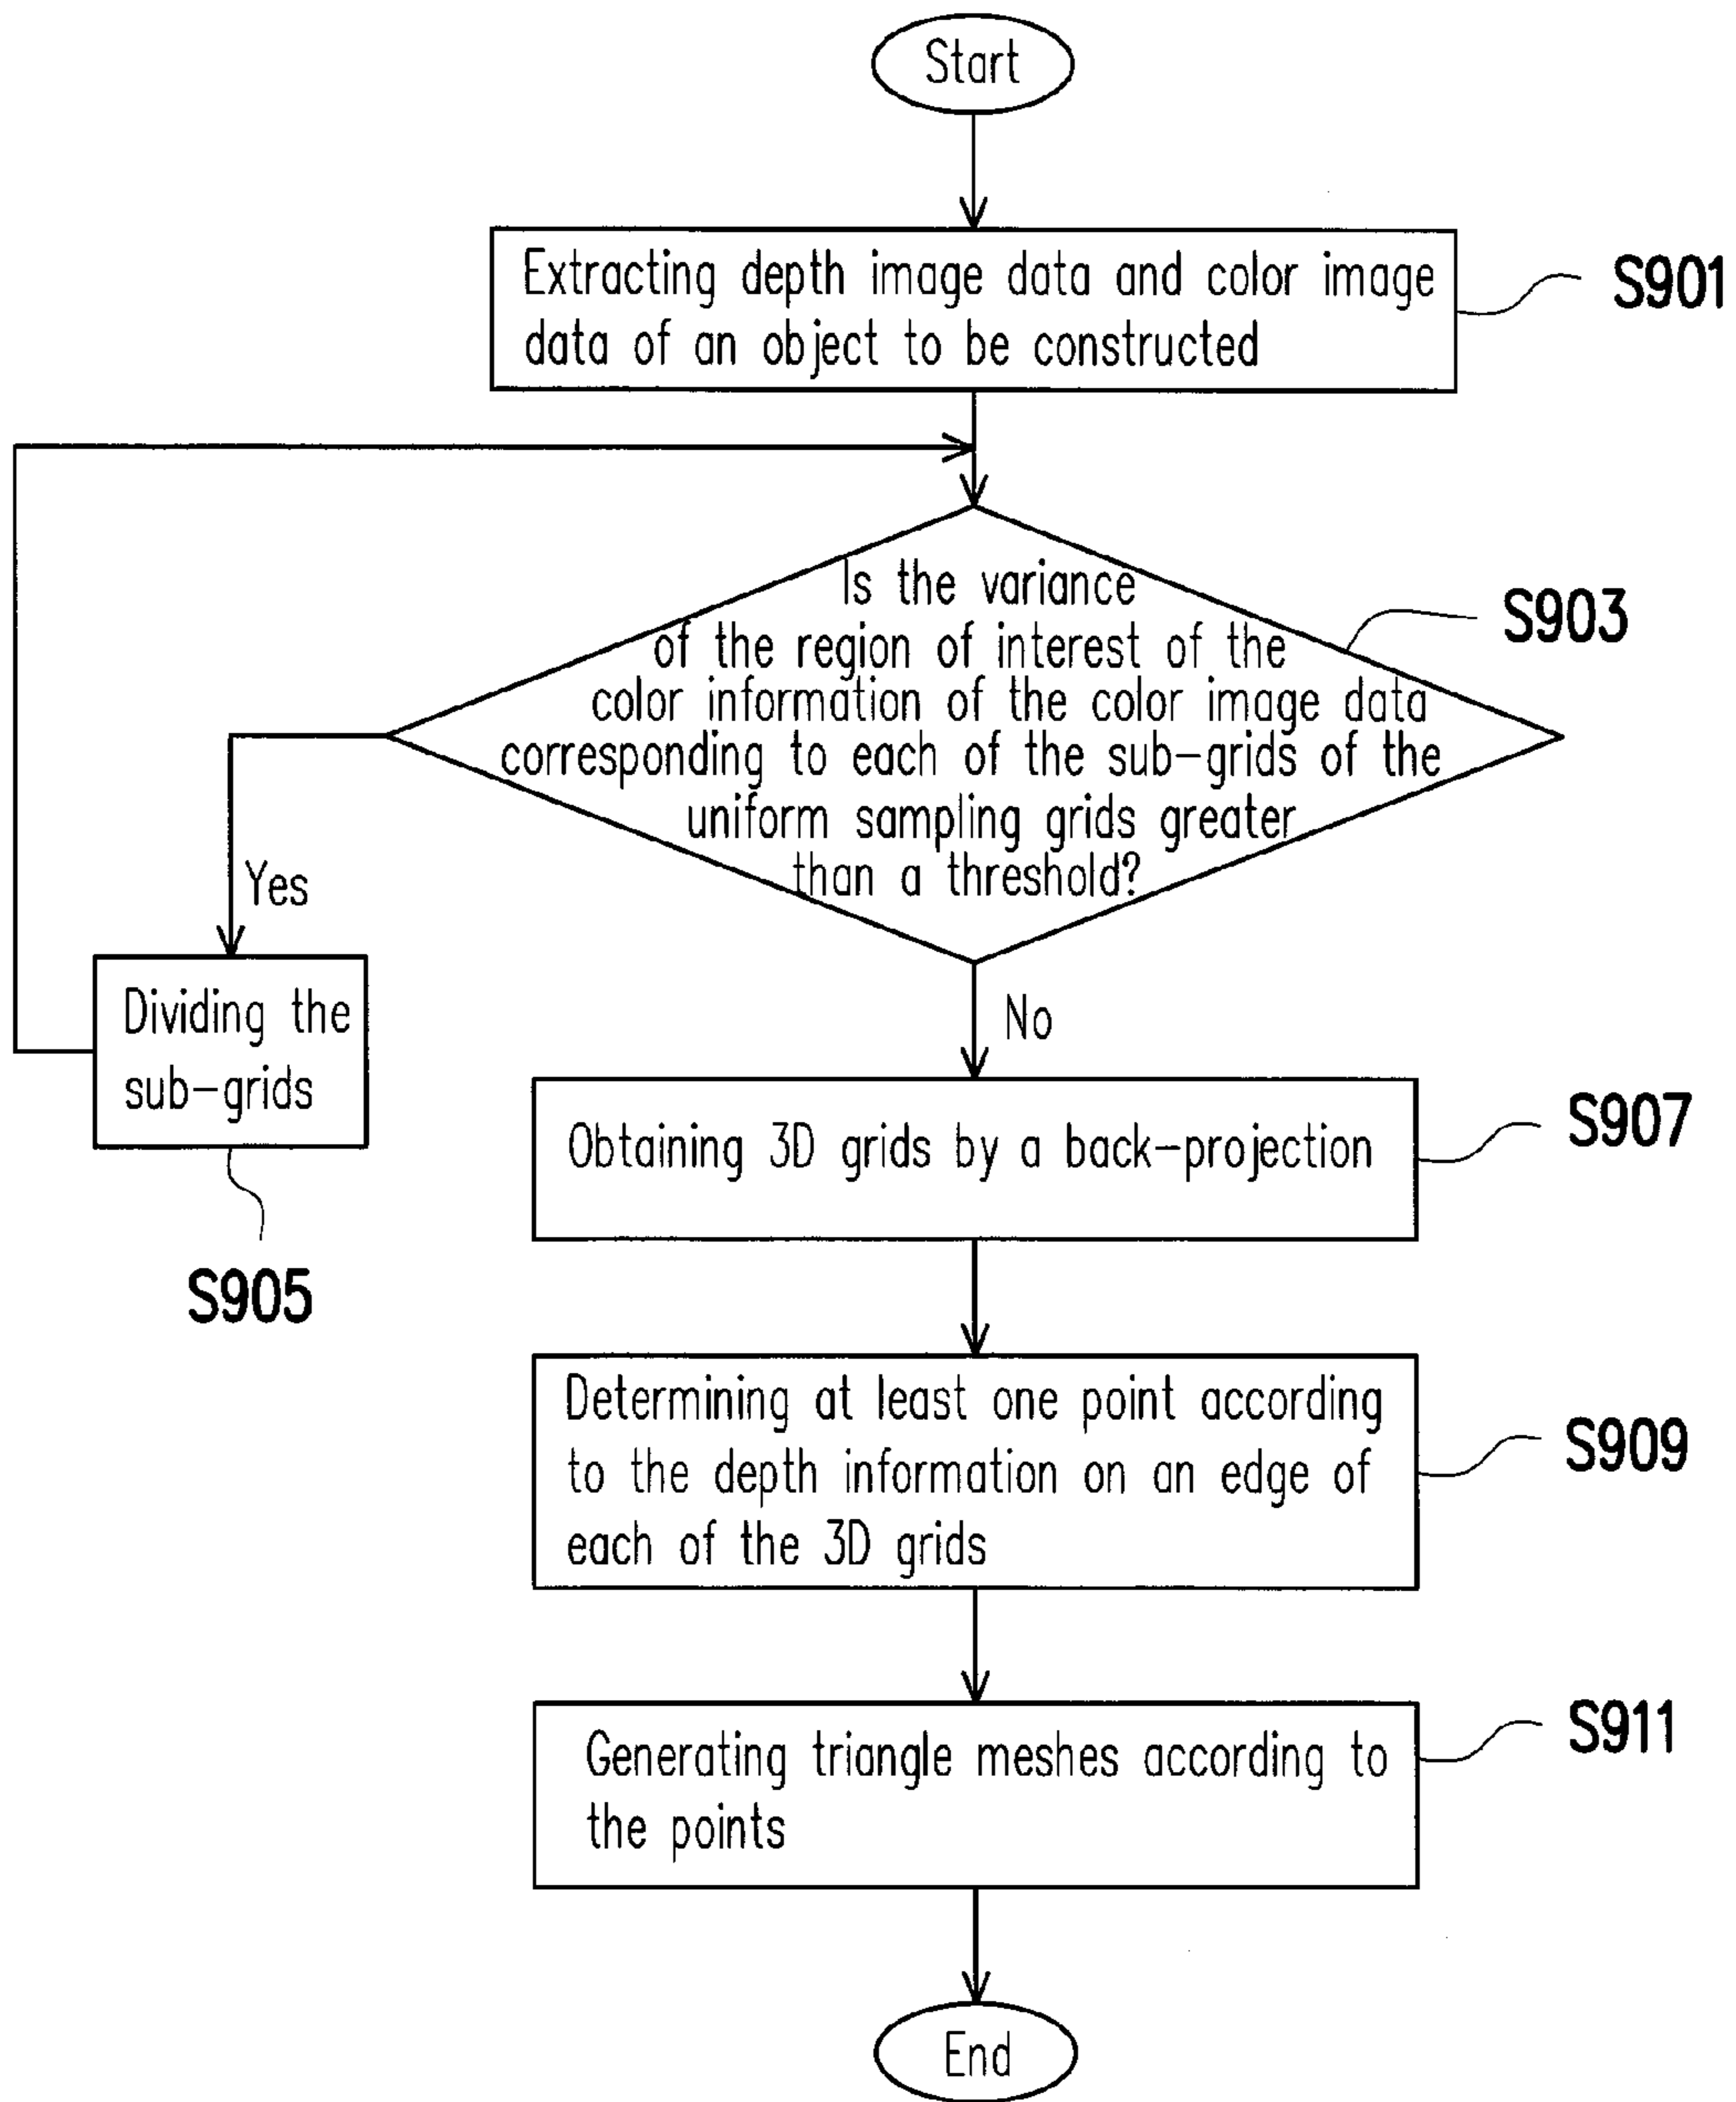 Start
Extracting depth image data and color image
data of an object to be constructed
S901
Is the variance
of the region of interest of the
color information of the color image data
corresponding to each of the sub-grids of the
uniform sampling grids greater
than a threshold?
S903
Yes
Dividing the
sub-grids
S905
No
Obtaining 3D grids by a back-projection
S907
Determining at least one point according
to the depth information on an edge of
each of the 3D grids
S909
Generating triangle meshes according to
the points
S911
End